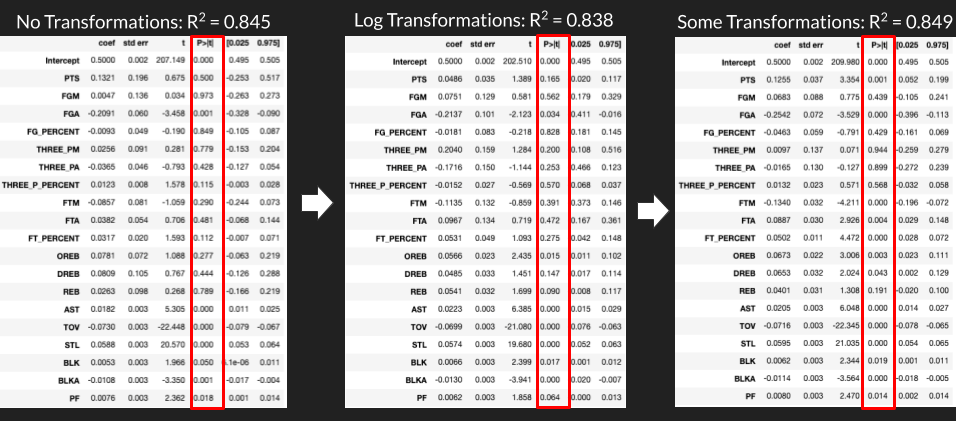 No Transformations: R² = 0.845
coef std err t P>|t| [0.025 0.975]
Intercept 0.5000 0.002 207.149 0.000 0.495 0.505
PTS 0.1321 0.196 0.675 0.500 -0.253 0.517
FGM 0.0047 0.136 0.034 0.973 -0.263 0.273
FGA -0.2091 0.060 -3.458 0.001 -0.328 -0.090
FG_PERCENT -0.0093 0.049 -0.190 0.849 -0.105 0.087
THREE_PM 0.0256 0.091 0.281 0.779 -0.153 0.204
THREE_PA -0.0365 0.046 -0.793 0.428 -0.127 0.054
THREE_P_PERCENT 0.0123 0.008 1.578 0.115 -0.003 0.028
FTM -0.0857 0.081 -1.059 0.290 -0.244 0.073
FTA 0.0382 0.054 0.706 0.481 -0.068 0.144
FT_PERCENT 0.0317 0.020 1.593 0.112 -0.007 0.071
OREB 0.0781 0.072 1.088 0.277 -0.063 0.219
DREB 0.0809 0.105 0.767 0.444 -0.126 0.288
REB 0.0263 0.098 0.268 0.789 -0.166 0.219
AST 0.0182 0.003 5.305 0.000 0.011 0.025
TOV -0.0730 0.003 -22.448 0.000 -0.079 -0.067
STL 0.0588 0.003 20.570 0.000 0.053 0.064
BLK 0.0053 0.003 1.966 0.050 .1e-06 0.011
BLKA -0.0108 0.003 -3.350 0.001 -0.017 -0.004
PF 0.0076 0.003 2.362 0.018 0.001 0.014
Log Transformations: R² = 0.838
coef std err t P>|t| 0.025 0.975]
Intercept 0.5000 0.002 202.510 0.000 0.495 0.505
PTS 0.0486 0.035 1.389 0.165 0.020 0.117
FGM 0.0751 0.129 0.581 0.562 0.179 0.329
FGA -0.2137 0.101 -2.123 0.034 0.411 -0.016
FG_PERCENT -0.0181 0.083 -0.218 0.828 0.181 0.145
THREE_PM 0.2040 0.159 1.284 0.200 0.108 0.516
THREE_PA -0.1716 0.150 -1.144 0.253 0.466 0.123
THREE_P_PERCENT -0.0152 0.027 -0.569 0.570 0.068 0.037
FTM -0.1135 0.132 -0.859 0.391 0.373 0.146
FTA 0.0967 0.134 0.719 0.472 0.167 0.361
FT_PERCENT 0.0531 0.049 1.093 0.275 0.042 0.148
OREB 0.0566 0.023 2.435 0.015 0.011 0.102
DREB 0.0485 0.033 1.451 0.147 0.017 0.114
REB 0.0541 0.032 1.699 0.090 0.008 0.117
AST 0.0223 0.003 6.385 0.000 0.015 0.029
TOV -0.0699 0.003 -21.080 0.000 0.076 -0.063
STL 0.0574 0.003 19.680 0.000 0.052 0.063
BLK 0.0066 0.003 2.399 0.017 0.001 0.012
BLKA -0.0130 0.003 -3.941 0.000 0.020 -0.007
PF 0.0062 0.003 1.858 0.064 0.000 0.013
Some Transformations: R² = 0.849
coef std err t P>|t| [0.025 0.975]
Intercept 0.5000 0.002 209.980 0.000 0.495 0.505
PTS 0.1255 0.037 3.354 0.001 0.052 0.199
FGM 0.0683 0.088 0.775 0.439 -0.105 0.241
FGA -0.2542 0.072 -3.529 0.000 -0.396 -0.113
FG_PERCENT -0.0463 0.059 -0.791 0.429 -0.161 0.069
THREE_PM 0.0097 0.137 0.071 0.944 -0.259 0.279
THREE_PA -0.0165 0.130 -0.127 0.899 -0.272 0.239
THREE_P_PERCENT 0.0132 0.023 0.571 0.568 -0.032 0.058
FTM -0.1340 0.032 -4.211 0.000 -0.196 -0.072
FTA 0.0887 0.030 2.926 0.004 0.029 0.148
FT_PERCENT 0.0502 0.011 4.472 0.000 0.028 0.072
OREB 0.0673 0.022 3.006 0.003 0.023 0.111
DREB 0.0653 0.032 2.024 0.043 0.002 0.129
REB 0.0401 0.031 1.308 0.191 -0.020 0.100
AST 0.0205 0.003 6.048 0.000 0.014 0.027
TOV -0.0716 0.003 -22.345 0.000 -0.078 -0.065
STL 0.0595 0.003 21.035 0.000 0.054 0.065
BLK 0.0062 0.003 2.344 0.019 0.001 0.011
BLKA -0.0114 0.003 -3.564 0.000 -0.018 -0.005
PF 0.0080 0.003 2.470 0.014 0.002 0.014